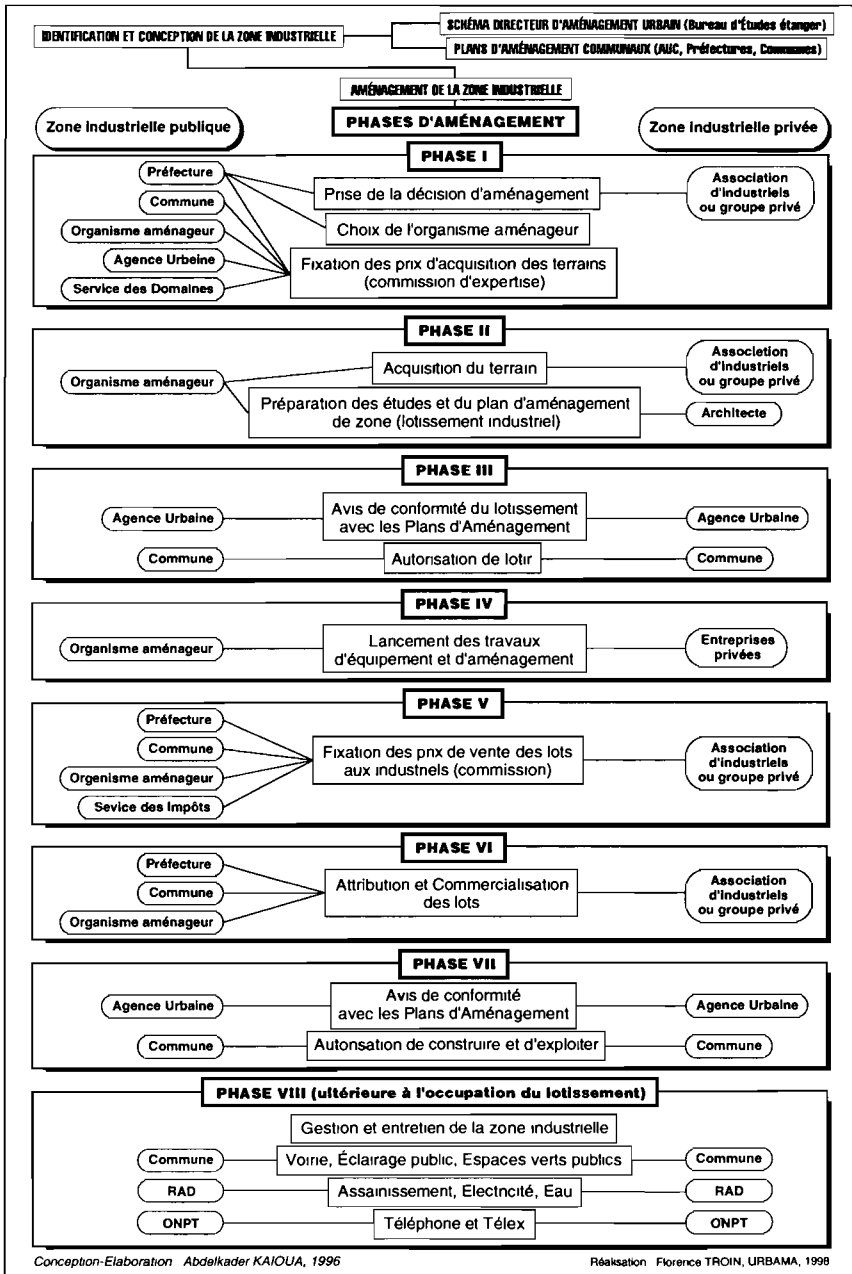 SCHÉMA DIRECTEUR D'AMÉNAGEMENT URBAIN (Bureau d'Études étanger)
IDENTIFICATION ET CONCEPTION DE LA ZONE INDUSTRIELLE
PLANS D'AMÉNAGEMENT COMMUNAUX (AUC, Préfectures, Communes)
AMÉNAGEMENT DE LA ZONE INDUSTRIELLE
Zone industrielle publique
PHASES D'AMÉNAGEMENT
Zone industrielle privée
PHASE I
Préfecture
Commune
Organisme aménageur
Agence Urbeine
Service des Domaines
Prise de la décision d'aménagement
Choix de l'organisme aménageur
Fixation des prix d'acquisition des terrains
(commission d'expertise)
Association
d'industriels
ou groupe privé
PHASE II
Organisme aménageur
Acquisition du terrain
Préparation des études et du plan d'aménagement
de zone (lotissement industriel)
Associetion
d'industriels
ou groupe privé
Architecte
PHASE III
Agence Urbaine
Avis de conformité du lotissement
avec les Plans d'Aménagement
Agence Urbaine
Commune
Autorisation de lotir
Commune
PHASE IV
Organisme aménageur
Lancement des travaux
d'équipement et d'aménagement
Entreprises
privées
PHASE V
Préfecture
Commune
Orgenisme aménageur
Sevice des Impôts
Fixation des prix de vente des lots
aux industriels (commission)
Association
d'industriels
ou groupe privé
PHASE VI
Préfecture
Commune
Organisme aménageur
Attribution et Commercialisation
des lots
Association
d'industriels
ou groupe privé
PHASE VII
Agence Urbaine
Avis de conformité
avec les Plans d'Aménagement
Agence Urbaine
Commune
Autorisation de construire et d'exploiter
Commune
PHASE VIII (ultérieure à l'occupation du lotissement)
Gestion et entretien de la zone industrielle
Commune
Voirie, Éclairage public, Espaces verts publics
Commune
RAD
Assainissement, Electricité, Eau
RAD
ONPT
Téléphone et Télex
ONPT
Conception-Elaboration Abdelkader KAIOUA, 1996
Réalisation Florence TROIN, URBAMA, 1998